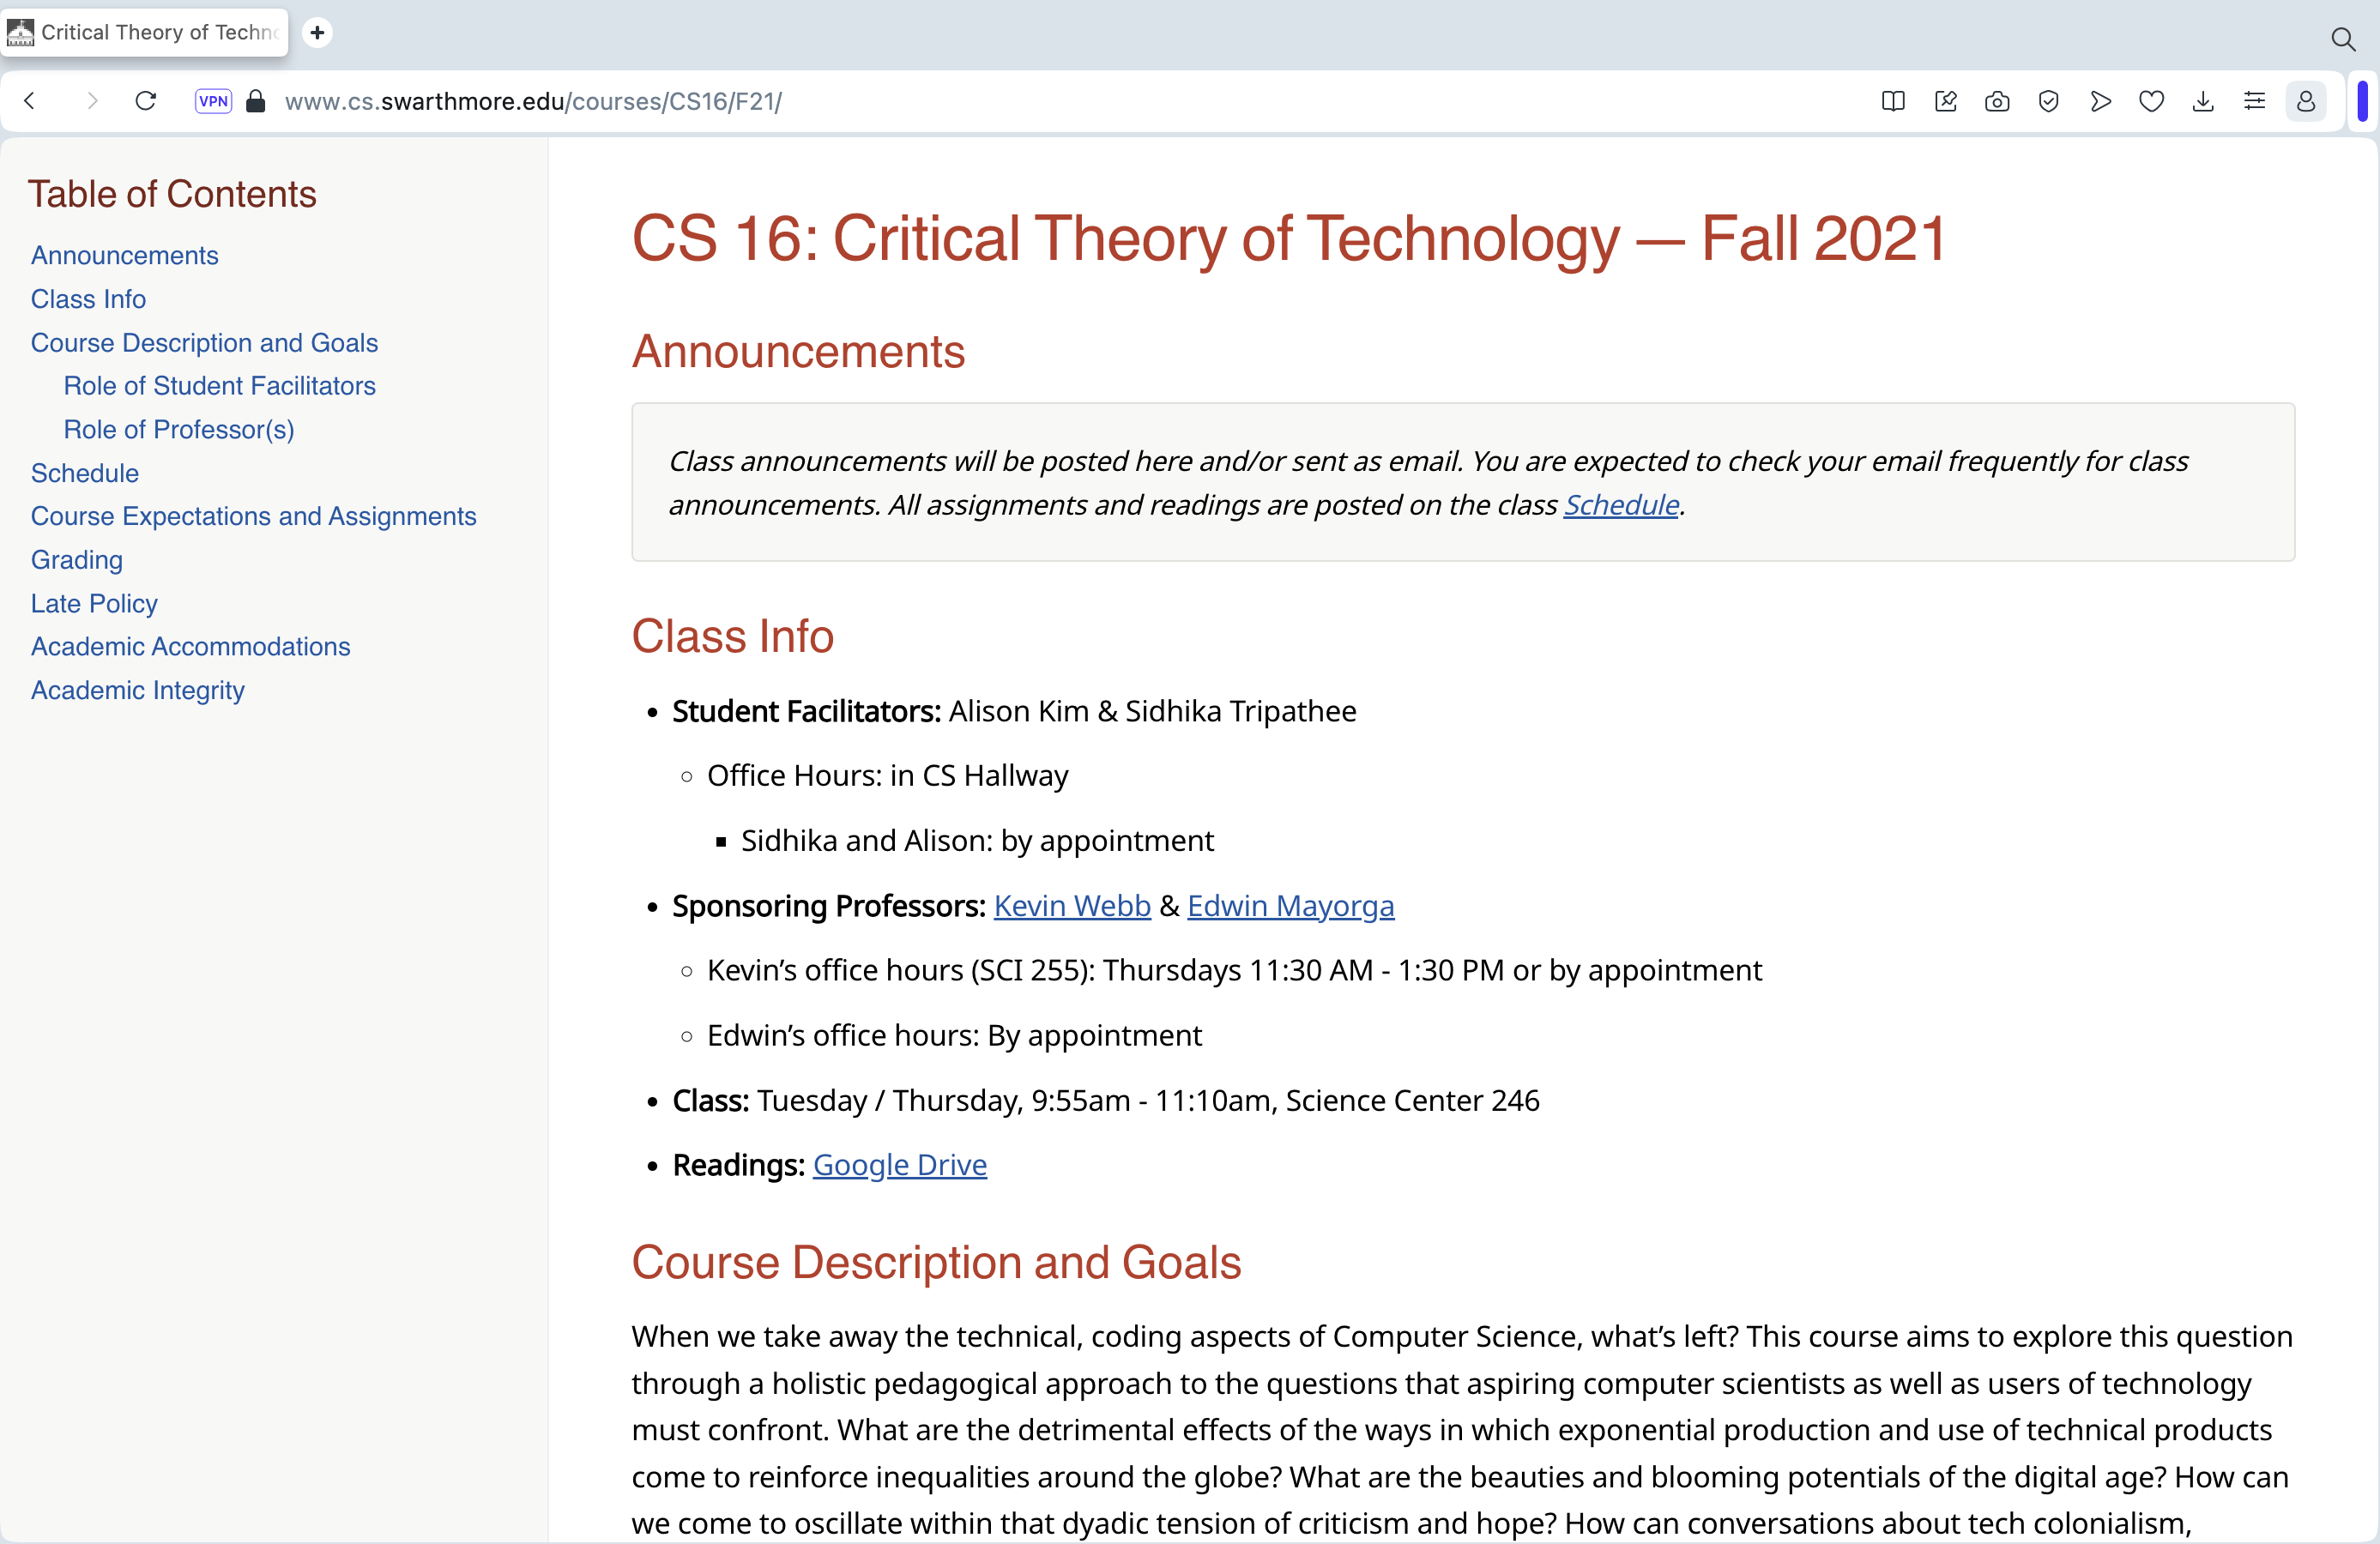 Critical Theory of Techno
VPN
www.cs.swarthmore.edu/courses/CS16/F21/
Table of Contents
Announcements
Class Info
Course Description and Goals
Role of Student Facilitators
Role of Professor(s)
Schedule
Course Expectations and Assignments
Grading
Late Policy
Academic Accommodations
Academic Integrity
CS 16: Critical Theory of Technology — Fall 2021
Announcements
Class announcements will be posted here and/or sent as email. You are expected to check your email frequently for class
announcements. All assignments and readings are posted on the class Schedule.
Class Info
Student Facilitators: Alison Kim & Sidhika Tripathee
Office Hours: in CS Hallway
Sidhika and Alison: by appointment
Sponsoring Professors: Kevin Webb & Edwin Mayorga
Kevin’s office hours (SCI 255): Thursdays 11:30 AM - 1:30 PM or by appointment
Edwin’s office hours: By appointment
Class: Tuesday / Thursday, 9:55am - 11:10am, Science Center 246
Readings: Google Drive
Course Description and Goals
When we take away the technical, coding aspects of Computer Science, what’s left? This course aims to explore this question
through a holistic pedagogical approach to the questions that aspiring computer scientists as well as users of technology
must confront. What are the detrimental effects of the ways in which exponential production and use of technical products
come to reinforce inequalities around the globe? What are the beauties and blooming potentials of the digital age? How can
we come to oscillate within that dyadic tension of criticism and hope? How can conversations about tech colonialism,